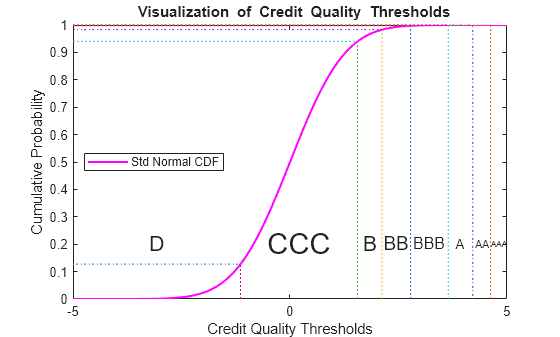 Visualization of Credit Quality Thresholds
Cumulative Probability
1
0.9
0.8
0.7
0.6
0.5
0.4
0.3
0.2
0.1
0
Std Normal CDF
D CCC B BB BBB A AA AAA
-5 0 5
Credit Quality Thresholds